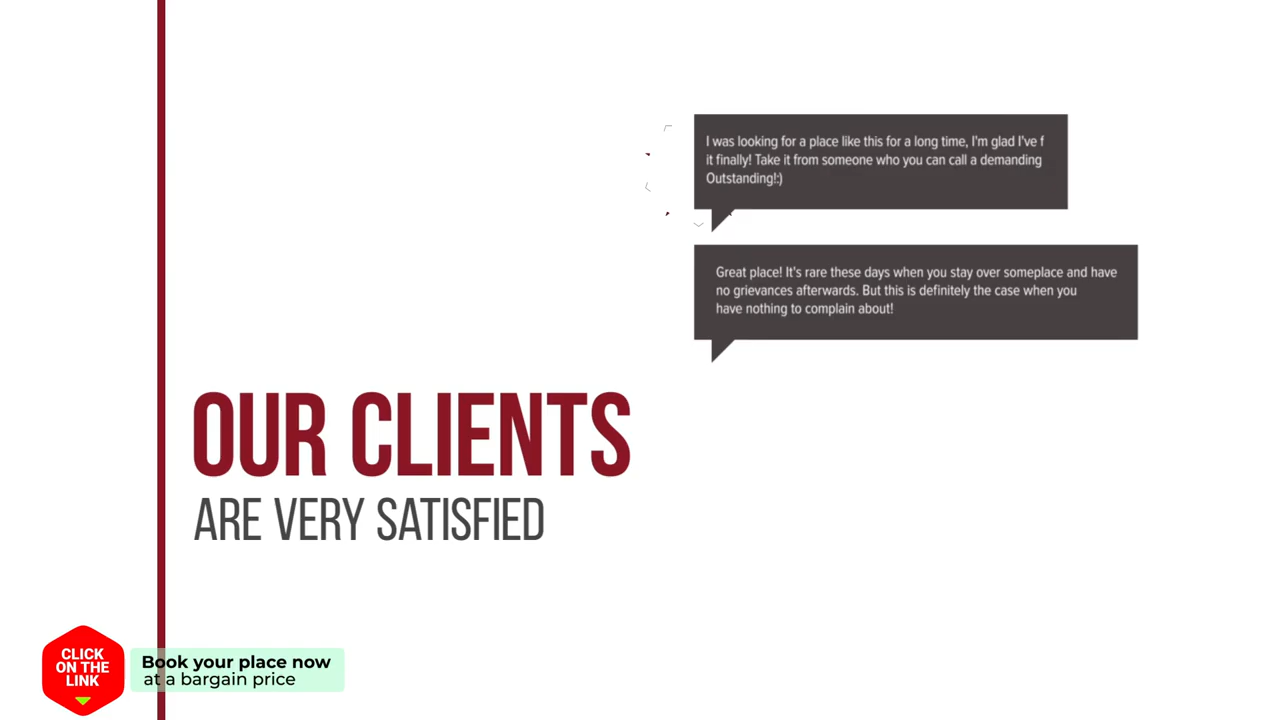 I was looking for a place like this for a long time, I'm glad I've
it finally! Take it from someone who you can call a demanding
Outstanding!:)
Great place! It's rare these days when you stay over someplace and have
no grievances afterwards. But this is definitely the case when you
have nothing to complain about!
OUR CLIENTS
ARE VERY SATISFIED
CLICK
ON THE
LINK
Book your place now
at a bargain price